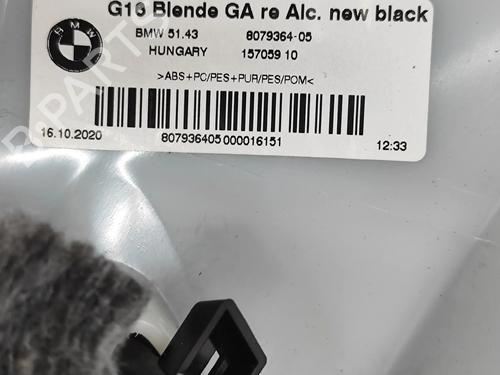 G16 Blende GA re Alc. new black
BMW 51.43 8079364-05
HUNGARY 157059 10
>ABS+PC/PES+PUR/PES/POM<
16.10.2020 807936405 000016151 12:33
BMW